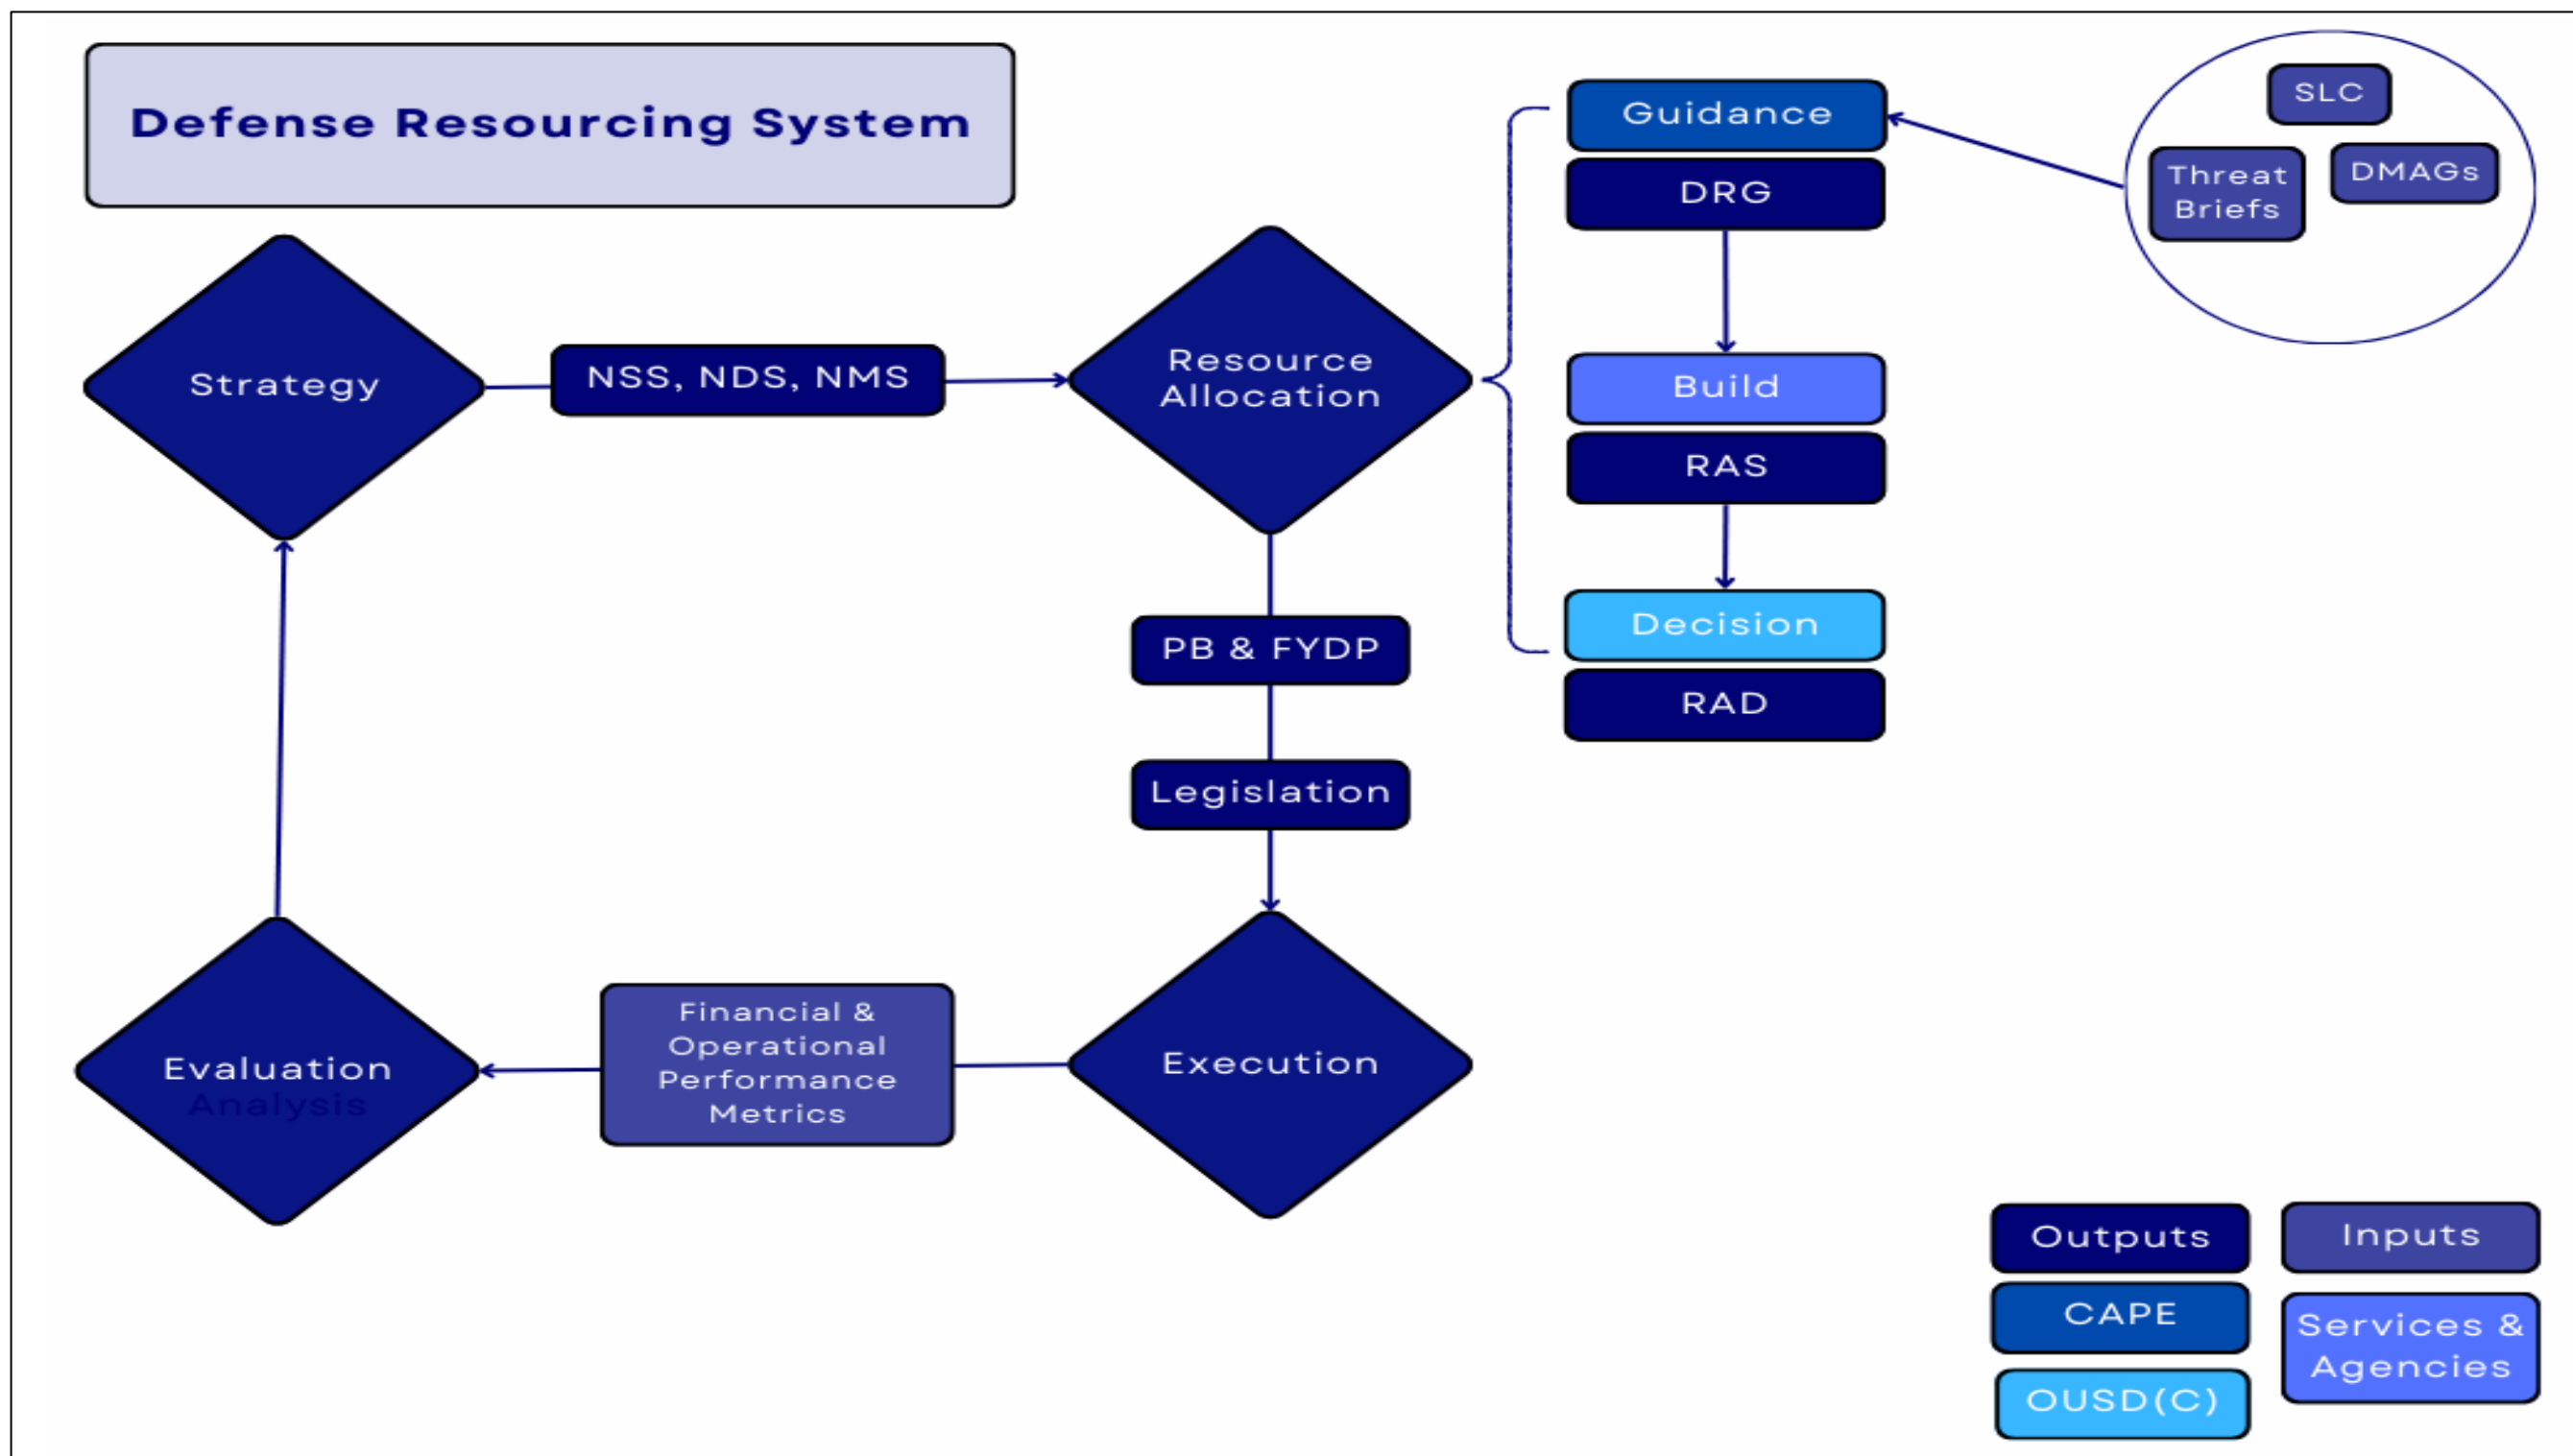 Defense Resourcing System
Guidance
DRG
SLC
Threat
Briefs
DMAGs
Strategy
NSS, NDS, NMS
Resource
Allocation
Build
RAS
Decision
RAD
PB & FYDP
Legislation
Evaluation
Analysis
Financial &
Operational
Performance
Metrics
Execution
Outputs
Inputs
CAPE
Services &
Agencies
OUSD(C)